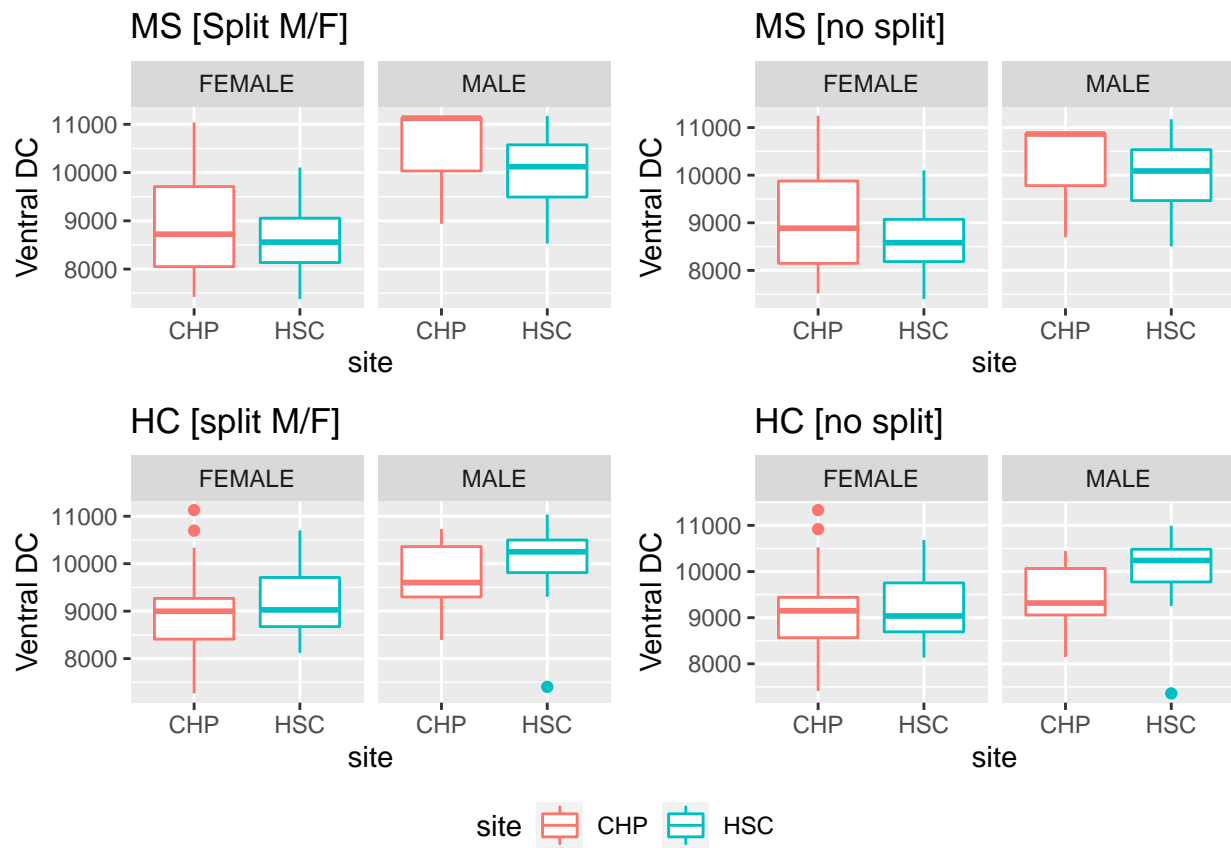 MS [Split M/F]
MS [no split]
FEMALE MALE
FEMALE MALE
Ventral DC
11000
10000
9000
8000
Ventral DC
11000
10000
9000
8000
CHP HSC CHP HSC
CHP HSC CHP HSC
site
site
HC [split M/F]
HC [no split]
FEMALE MALE
FEMALE MALE
Ventral DC
11000
10000
9000
8000
Ventral DC
11000
10000
9000
8000
CHP HSC CHP HSC
CHP HSC CHP HSC
site
site
site CHP HSC